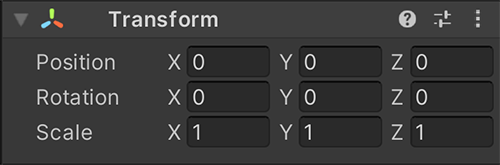 Transform
Position X 0 Y 0 Z 0
Rotation X 0 Y 0 Z 0
Scale X 1 Y 1 Z 1